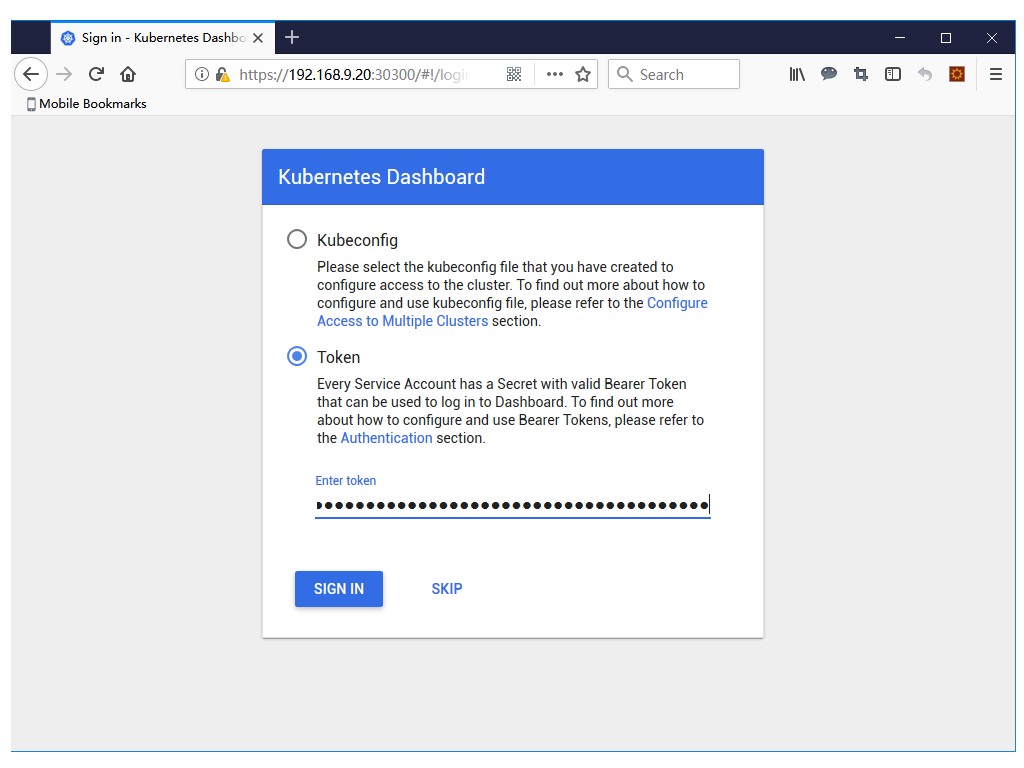 Sign in - Kubernetes Dashbo
https://192.168.9.20:30300/#!/login
Search
Mobile Bookmarks
Kubernetes Dashboard
Kubeconfig
Please select the kubeconfig file that you have created to
configure access to the cluster. To find out more about how to
configure and use kubeconfig file, please refer to the Configure
Access to Multiple Clusters section.
Token
Every Service Account has a Secret with valid Bearer Token
that can be used to log in to Dashboard. To find out more
about how to configure and use Bearer Tokens, please refer to
the Authentication section.
Enter token
SIGN IN
SKIP